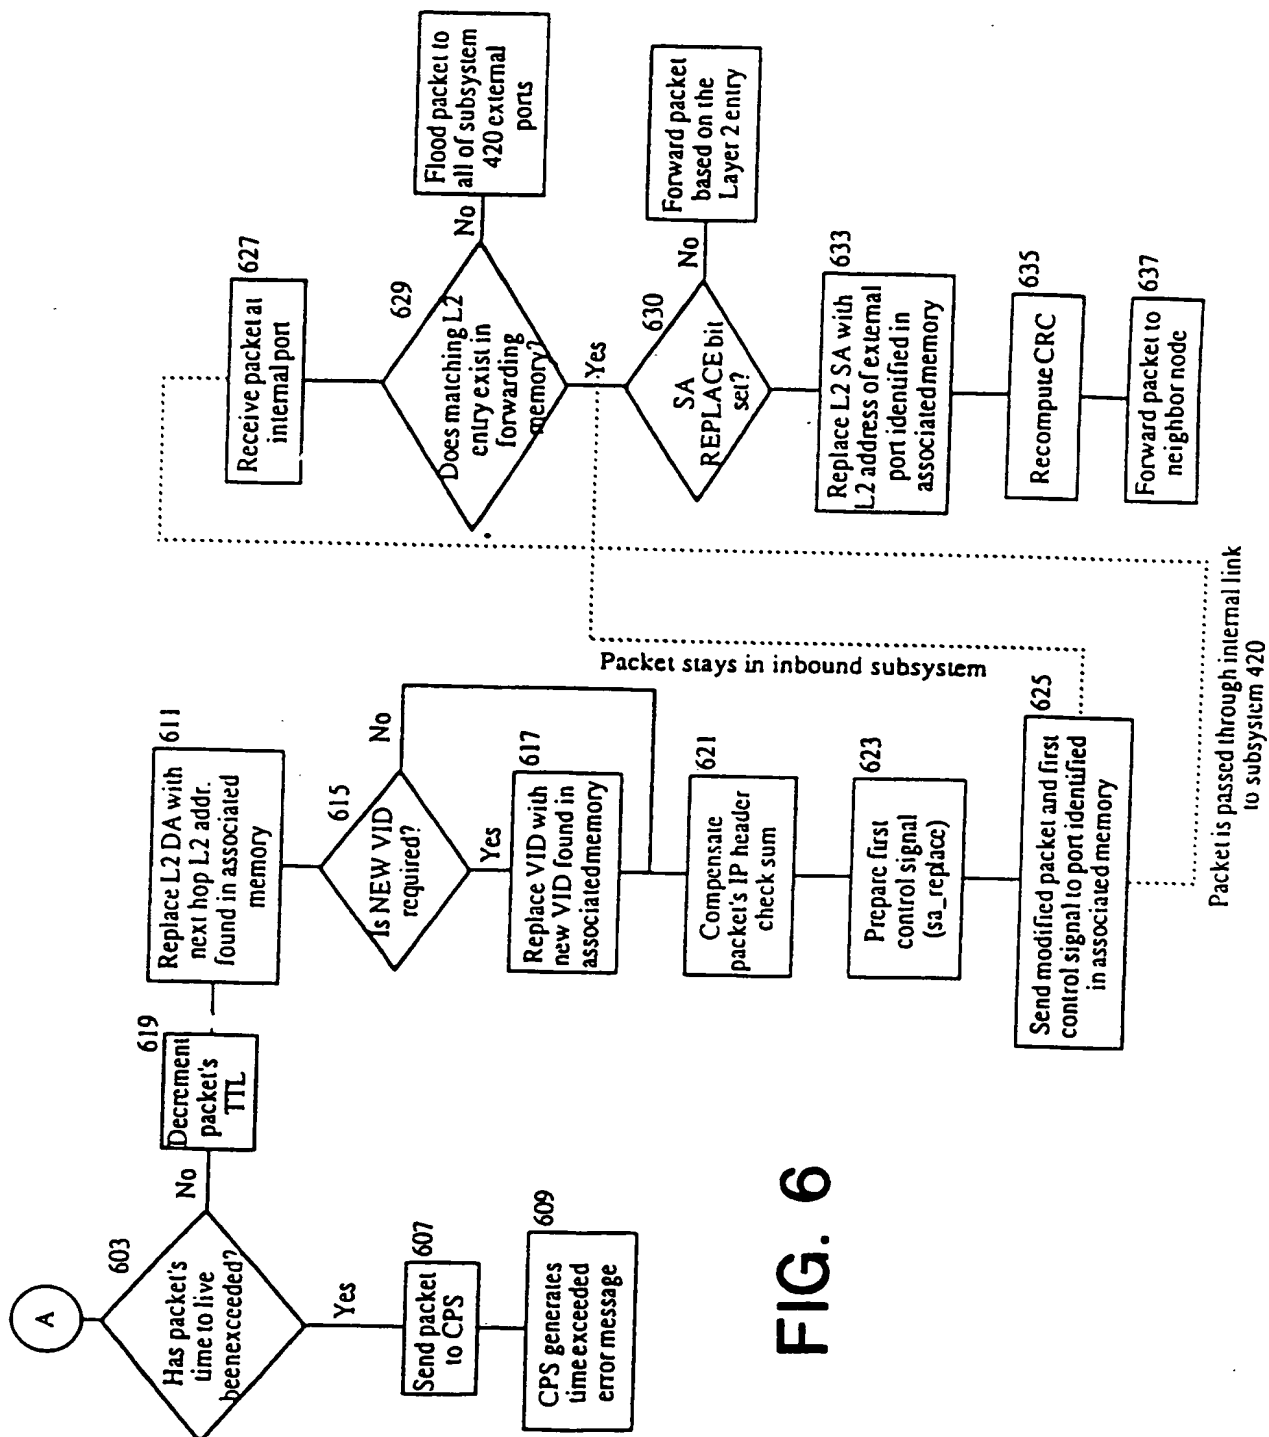 A
603
Has packet's
time to live
beenexceeded?
Yes
No
607
Send packet
to CPS
609
CPS generates
time exceeded
error message
619
Decrement
packet's
TTL
611
Replace L2 DA with
next hop L2 addr.
found in associated
memory
615
Is NEW VID
required?
No
Yes
617
Replace VID with
new VID found in
associatedmemory
621
Compensate
packet's IP header
check sum
623
Prepare first
control signal
(sa_replace)
625
Send modified packet and first
control signal to port identified
in associated memory
Packet stays in inbound subsystem
Packet is passed through internal link
to subsystem 420
627
Receive packet at
internal port
629
Does matching L2
entry exist in
forwarding
memory?
No
Flood packet to
all of subsystem
420 external
ports
Yes
630
SA
REPLACE bit
set?
No
Forward packet
based on the
Layer 2 entry
633
Replace L2 SA with
L2 address of external
port identified in
associated memory
635
Recompute CRC
637
Forward packet to
neighbor node
FIG. 6